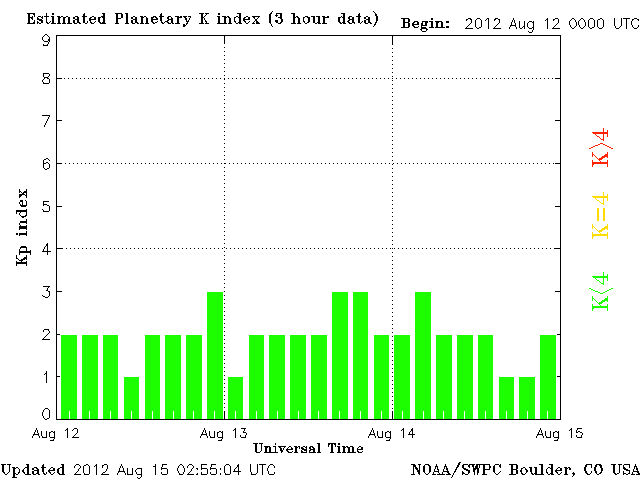 Estimated Planetary K index (3 hour data)
Begin: 2012 Aug 12 0000 UTC
9
8
7
6
5
4
3
2
1
0
Kp index
K>4
K=4
K<4
Aug 12
Aug 13
Aug 14
Aug 15
Universal Time
Updated 2012 Aug 15 02:55:04 UTC
NOAA/SWPC Boulder, CO USA